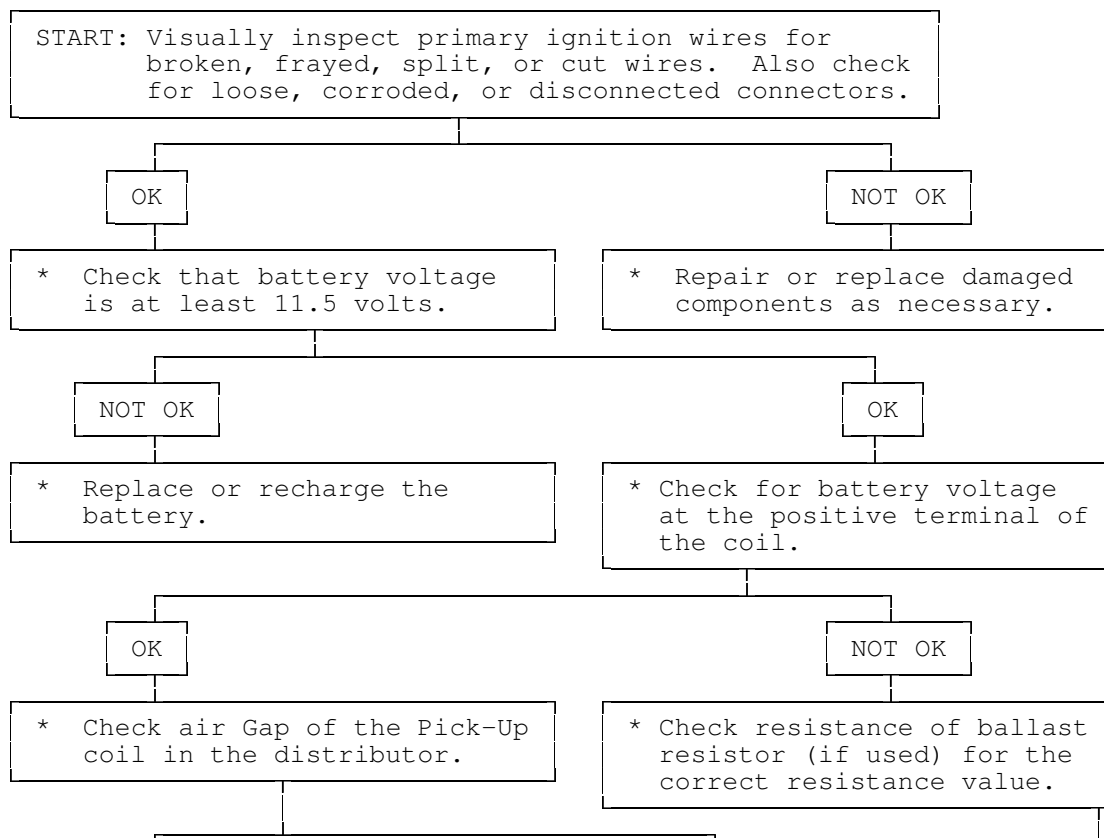 START: Visually inspect primary ignition wires for
broken, frayed, split, or cut wires. Also check
for loose, corroded, or disconnected connectors.
OK
NOT OK
* Check that battery voltage
is at least 11.5 volts.
* Repair or replace damaged
components as necessary.
NOT OK
OK
* Replace or recharge the
battery.
* Check for battery voltage
at the positive terminal of
the coil.
OK
NOT OK
* Check air Gap of the Pick-Up
coil in the distributor.
* Check resistance of ballast
resistor (if used) for the
correct resistance value.